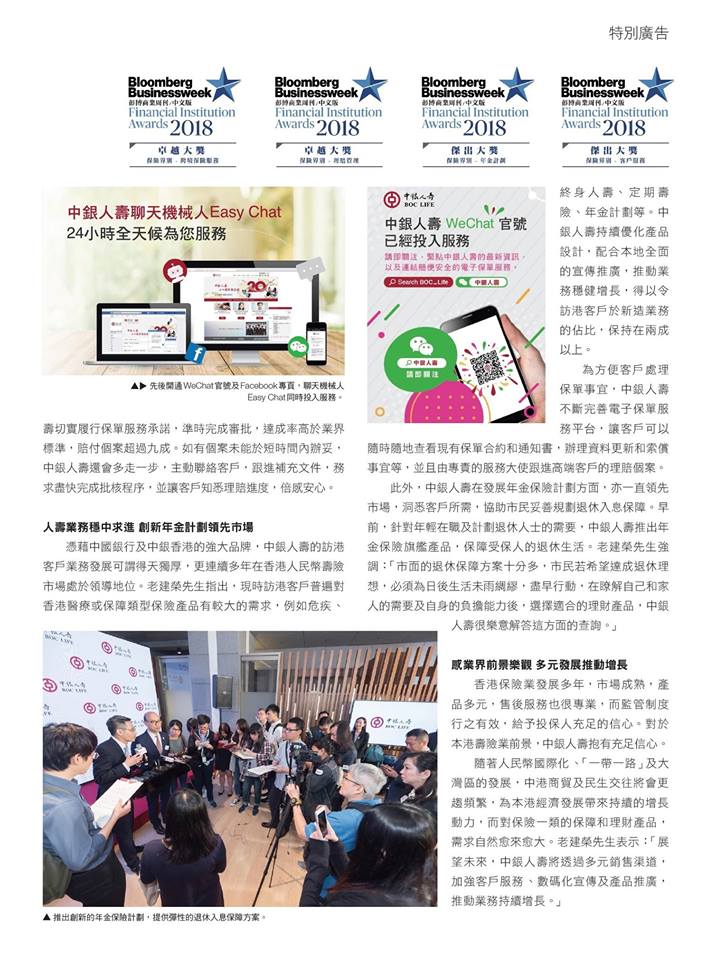 特別廣告
Bloomberg
Businessweek
彭博商業周刊/中文版
Financial Institution
Awards 2018
卓越大獎
保險界別 - 跨境保險服務
Bloomberg
Businessweek
彭博商業周刊/中文版
Financial Institution
Awards 2018
卓越大獎
保險界別 - 理賠管理
Bloomberg
Businessweek
彭博商業周刊/中文版
Financial Institution
Awards 2018
傑出大獎
保險界別 - 年金計劃
Bloomberg
Businessweek
彭博商業周刊/中文版
Financial Institution
Awards 2018
傑出大獎
保險界別 - 客戶服務
中銀人壽聊天機械人Easy Chat
24小時全天候為您服務
▲▶ 先後開通WeChat官號及Facebook專頁,聊天機械人
Easy Chat同時投入服務。
壽切實履行保單服務承諾,準時完成審批,達成率高於業界
標準,賠付個案超過九成。如有個案未能於短時間內辦妥,
中銀人壽還會多走一步,主動聯絡客戶,跟進補充文件,務
求盡快完成批核程序,並讓客戶知悉理賠進度,倍感安心。
人壽業務穩中求進 創新年金計劃領先市場
憑藉中國銀行及中銀香港的強大品牌,中銀人壽的訪港
客戶業務發展可謂得天獨厚,更連續多年在香港人民幣壽險
市場處於領導地位。老建榮先生指出,現時訪港客戶普遍對
香港醫療或保障類型保險產品有較大的需求,例如危疾、
中銀人壽
BOC LIFE
中銀人壽 WeChat 官號
已經投入服務
請即關注,緊貼中銀人壽的最新資訊,
以及連結簡便安全的電子保單服務。
Search BOC Life
中銀人壽
中銀人壽
請即關注
終身人壽、定期壽
險、年金計劃等。中
銀人壽持續優化產品
設計,配合本地全面
的宣傳推廣,推動業
務穩健增長,得以令
訪港客戶於新造業務
的佔比,保持在兩成
以上。
為方便客戶處理
保單事宜,中銀人壽
不斷完善電子保單服
務平台,讓客戶可以
隨時隨地查看現有保單合約和通知書,辦理資料更新和索償
事宜等,並且由專責的服務大使跟進高端客戶的理賠個案。
此外,中銀人壽在發展年金保險計劃方面,亦一直領先
市場,洞悉客戶所需,協助市民妥善規劃退休入息保障。早
前,針對年輕在職及計劃退休人士的需要,中銀人壽推出年
金保險旗艦產品,保障受保人的退休生活。老建榮先生強
調:「市面的退休保障方案十分多,市民若希望達成退休理
想,必須為日後生活未雨綢繆,盡早行動,在瞭解自己和家
人的需要及自身的負擔能力後,選擇適合的理財產品,中銀
人壽很樂意解答這方面的查詢。」
感業界前景樂觀 多元發展推動增長
香港保險業發展多年,市場成熟,產
品多元,售後服務也很專業,而監管制度
行之有效,給予投保人充足的信心。對於
本港壽險業前景,中銀人壽抱有充足信心。
隨著人民幣國際化、「一帶一路」及大
灣區的發展,中港商貿及民生交往將會更
趨頻繁,為本港經濟發展帶來持續的增長
動力,而對保險一類的保障和理財產品,
需求自然愈來愈大。老建榮先生表示:「展
望未來,中銀人壽將透過多元銷售渠道,
加強客戶服務、數碼化宣傳及產品推廣,
推動業務持續增長。」
中銀人壽
BOC LIFE
中銀人壽
BOC LIFE
▲ 推出創新的年金保險計劃,提供彈性的退休入息保障方案。